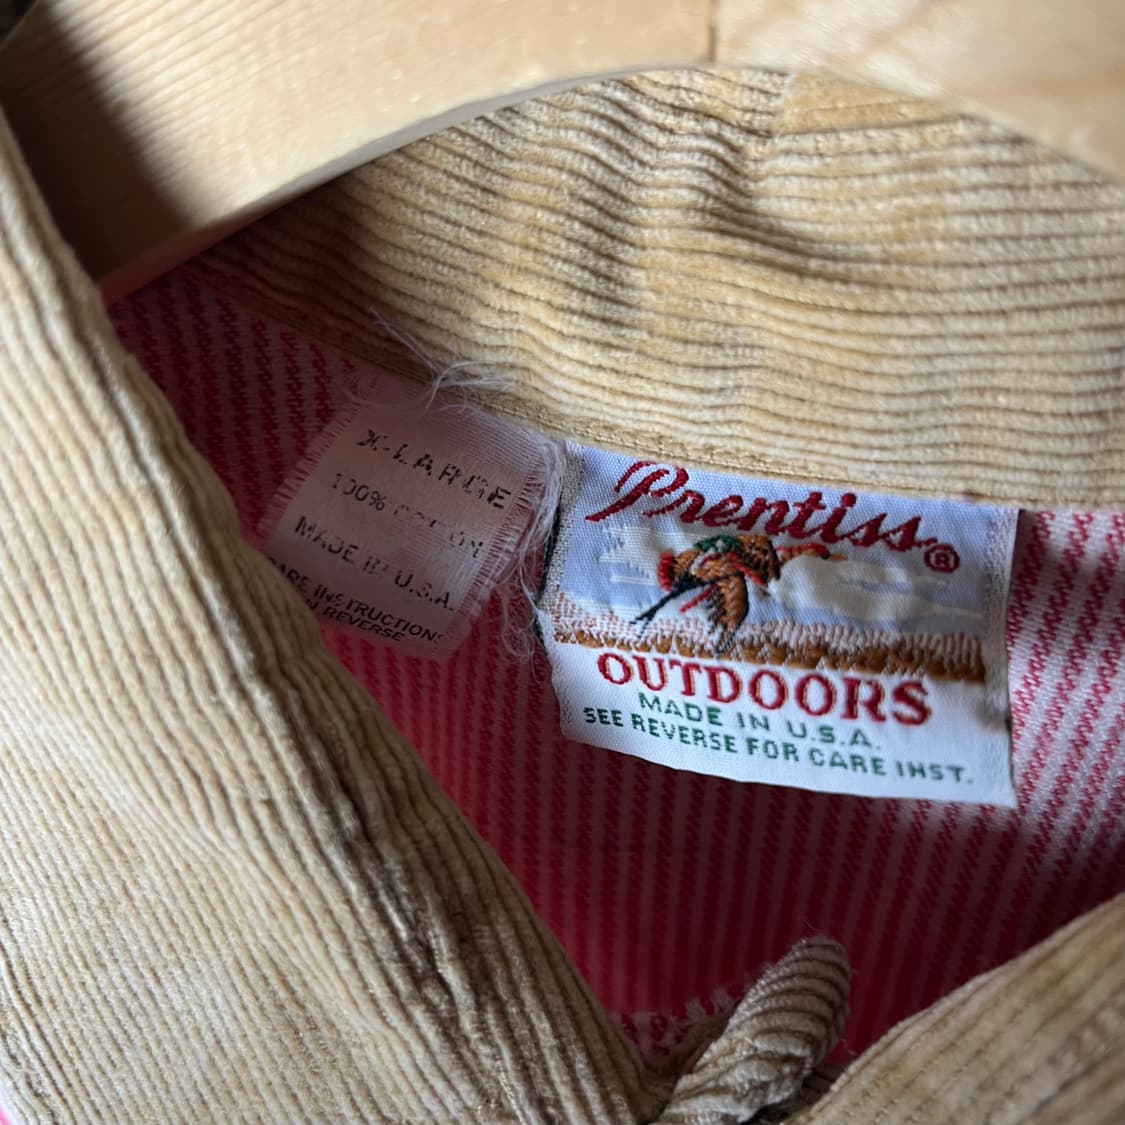 X-LARGE
100% COTTON
MADE IN U.S.A.
CARE INSTRUCTIONS
ON REVERSE
Prentiss®
OUTDOORS
MADE IN U.S.A.
SEE REVERSE FOR CARE INST.